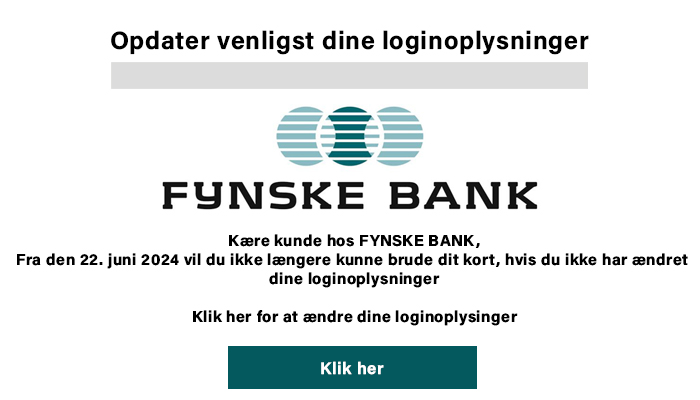 Opdater venligst dine loginoplysninger
FYNSKE BANK
Kære kunde hos FYNSKE BANK,
Fra den 22. juni 2024 vil du ikke længere kunne brude dit kort, hvis du ikke har ændret
dine loginoplysninger
Klik her for at ændre dine loginoplysinger
Klik her